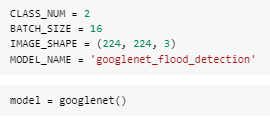 CLASS_NUM = 2
BATCH_SIZE = 16
IMAGE_SHAPE = (224, 224, 3)
MODEL_NAME = 'googlenet_flood_detection'
model = googlenet()